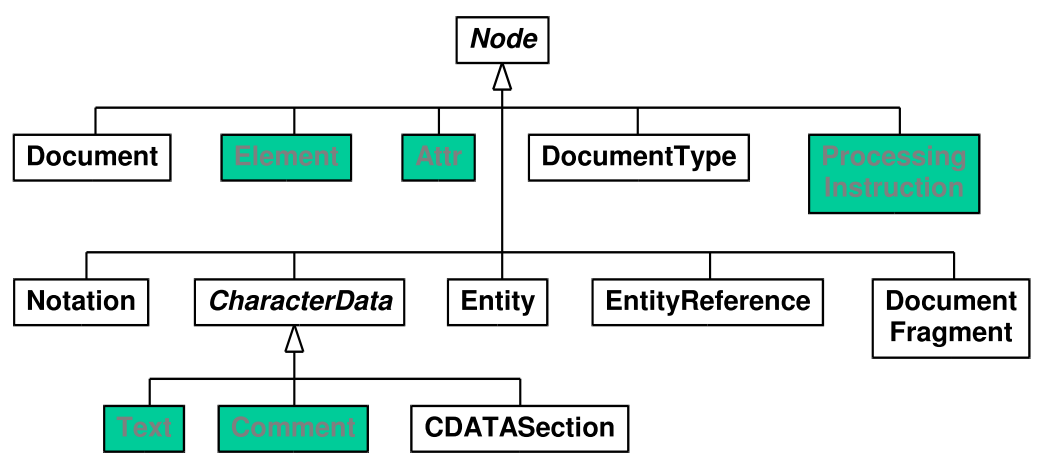 Node
Document
Element
Attr
DocumentType
Processing
Instruction
Notation
CharacterData
Entity
EntityReference
Document
Fragment
Text
Comment
CDATASection